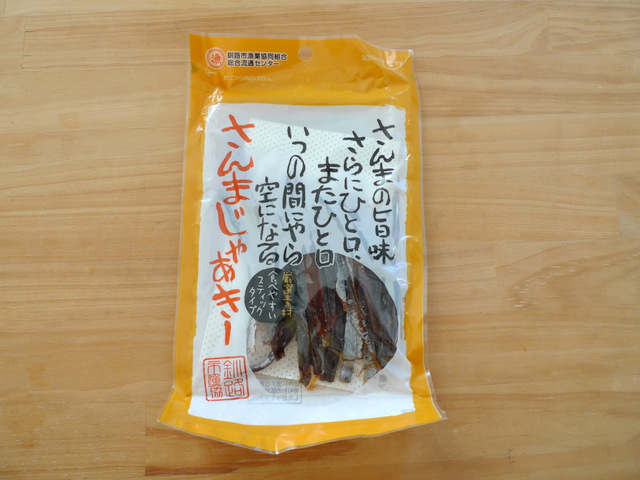 漁
釧路市漁業協同組合
総合流通センター
さんまの旨味
さらにひと口、
またひと口
いつの間にやら
空になる
さんまじゃぁきー
厳選素材
食べやすい
スティック
タイプ
釧路
市漁協